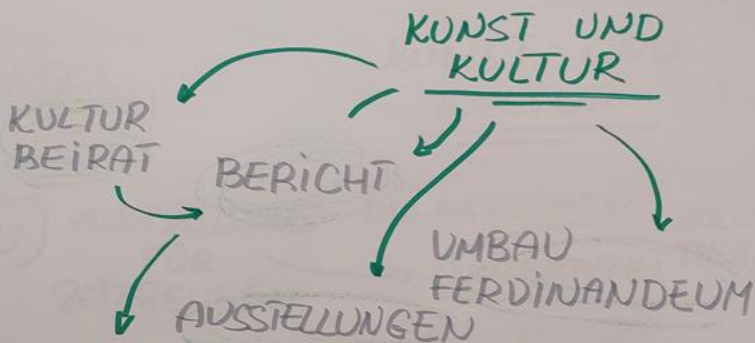 KUNST UND
KULTUR
KULTUR
BEIRAT
BERICHT
UMBAU
FERDINANDEUM
AUSSTELLUNGEN